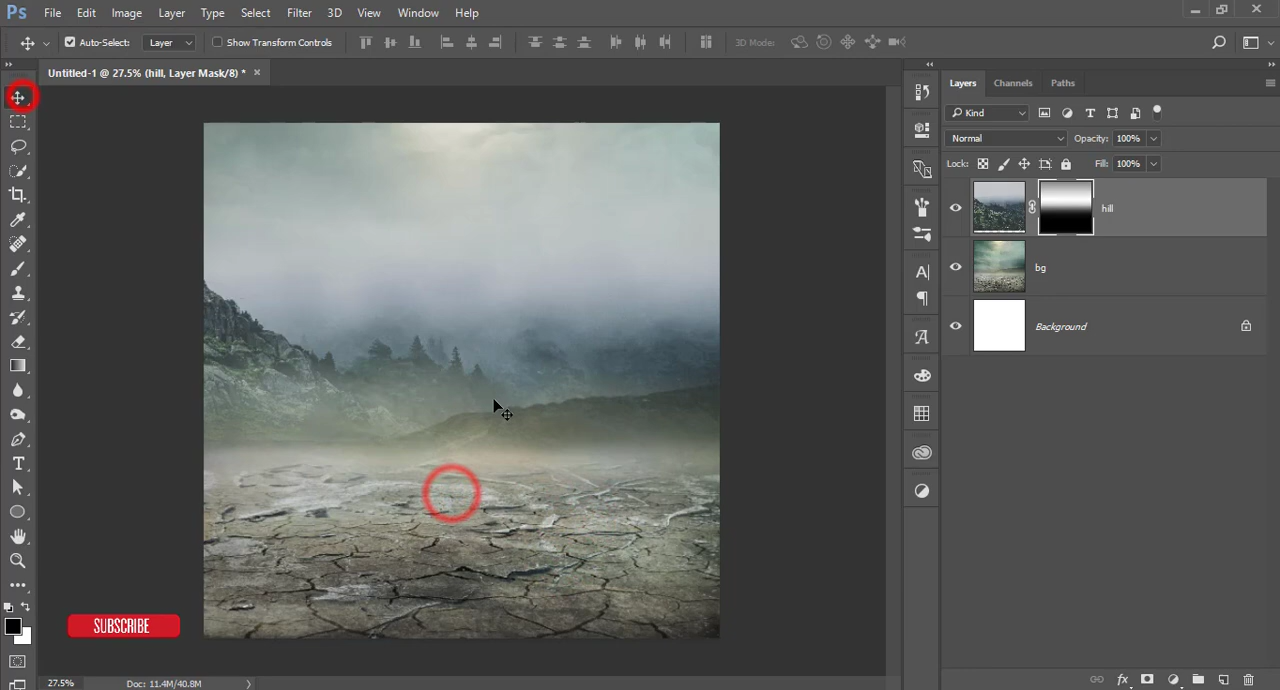 Ps File Edit Image Layer Type Select Filter 3D View Window Help
Auto-Select: Layer Show Transform Controls 3D Mode:
Untitled-1 @ 27.5% (hill, Layer Mask/8) * ×
Layers Channels Paths
Kind
Normal Opacity: 100%
Lock: Fill: 100%
hill
bg
Background
SUBSCRIBE
27.5% Doc: 11.4M/40.8M